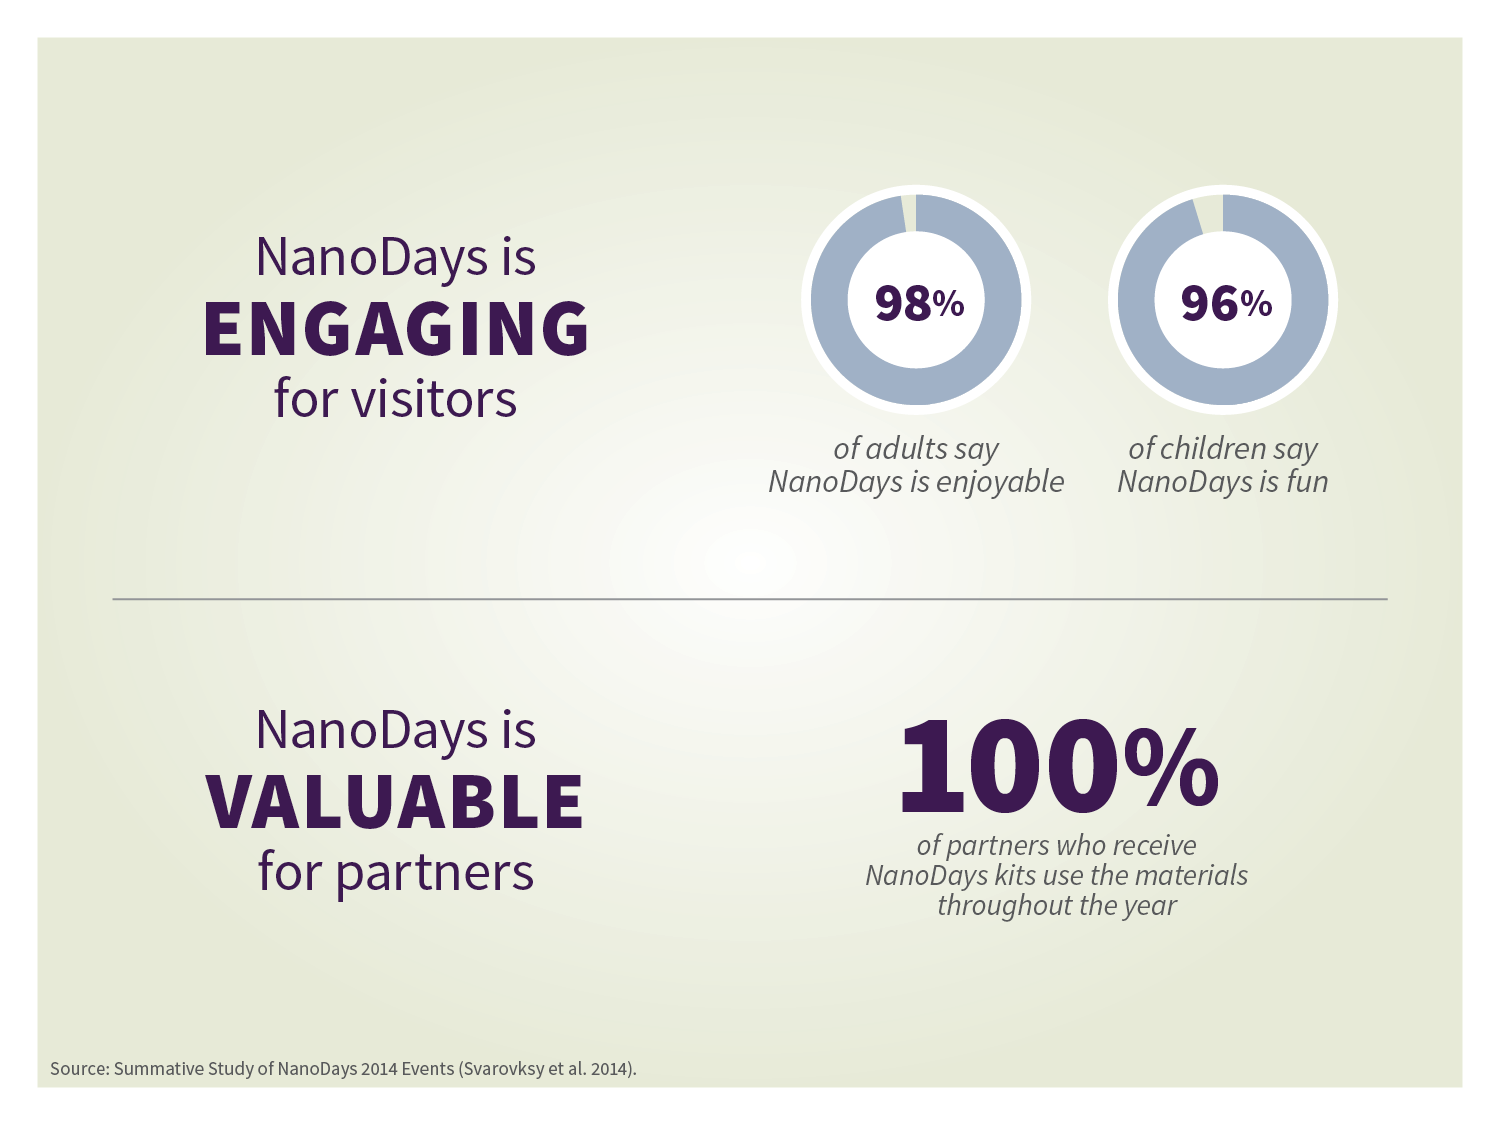 NanoDays is
ENGAGING
for visitors
98%
of adults say
NanoDays is enjoyable
96%
of children say
NanoDays is fun
NanoDays is
VALUABLE
for partners
100%
of partners who receive
NanoDays kits use the materials
throughout the year
Source: Summative Study of NanoDays 2014 Events (Svarovksy et al. 2014).